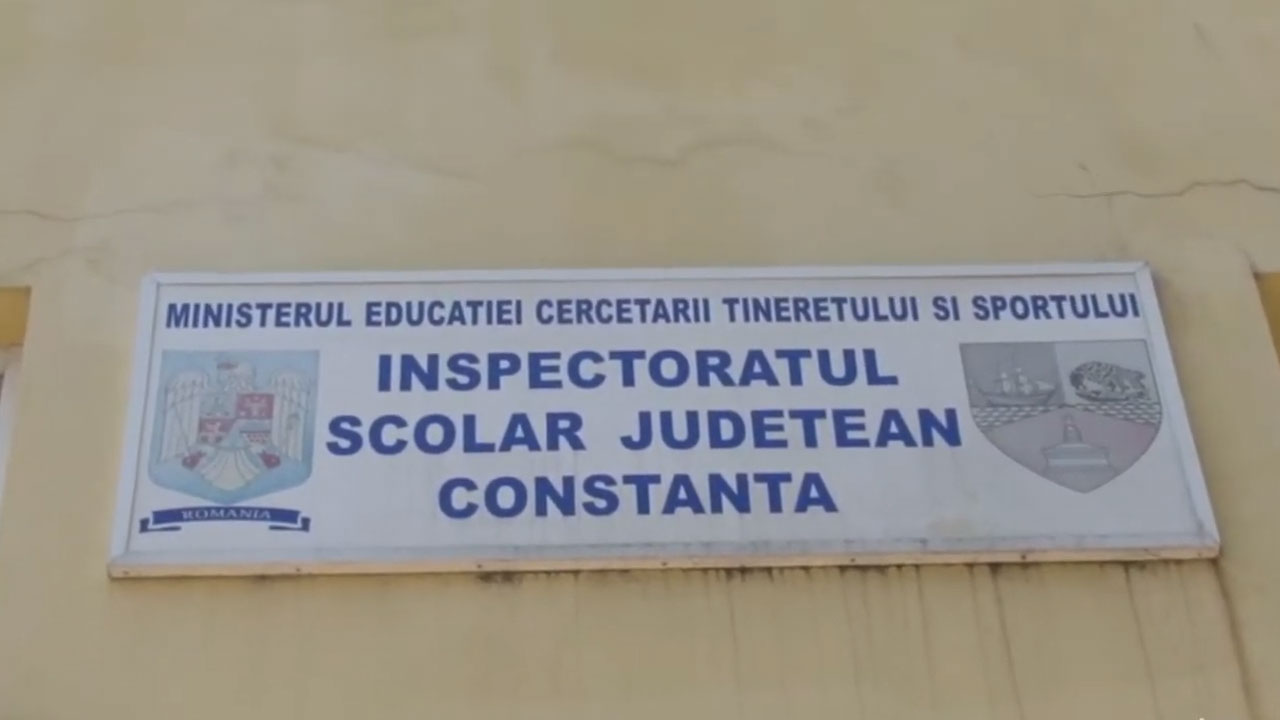 MINISTERUL EDUCATIEI CERCETARII TINERETULUI SI SPORTULUI
INSPECTORATUL
SCOLAR JUDETEAN
CONSTANTA
ROMANIA